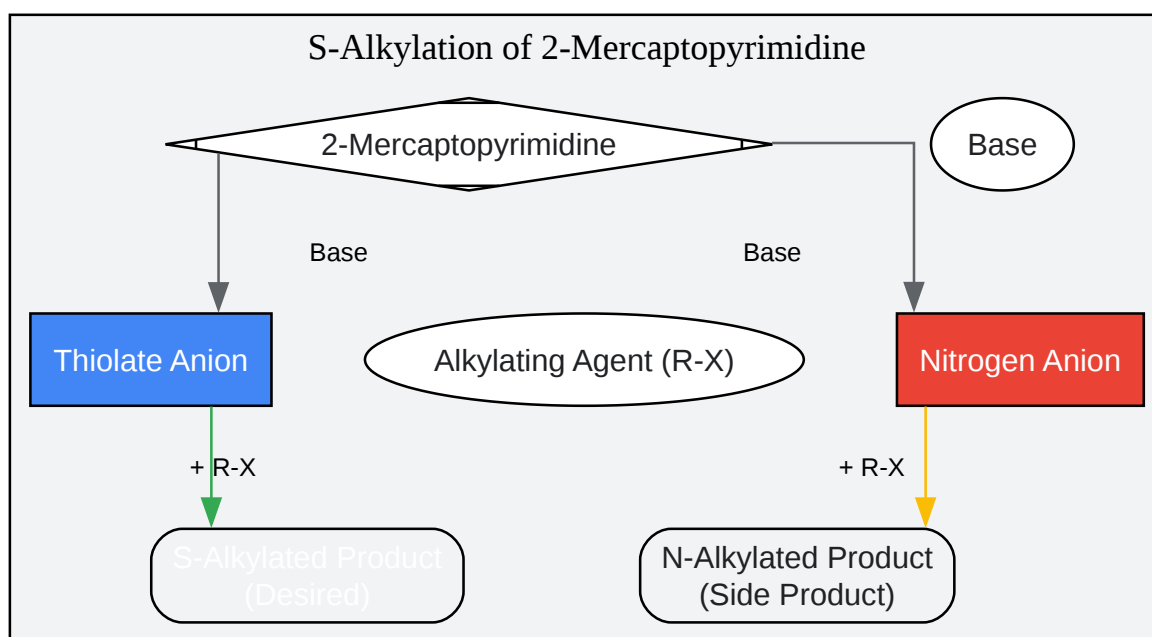 S-Alkylation of 2-Mercaptopyrimidine
2-Mercaptopyrimidine
Base
Base
Base
Thiolate Anion
Alkylating Agent (R-X)
Nitrogen Anion
+ R-X
+ R-X
S-Alkylated Product
(Desired)
N-Alkylated Product
(Side Product)